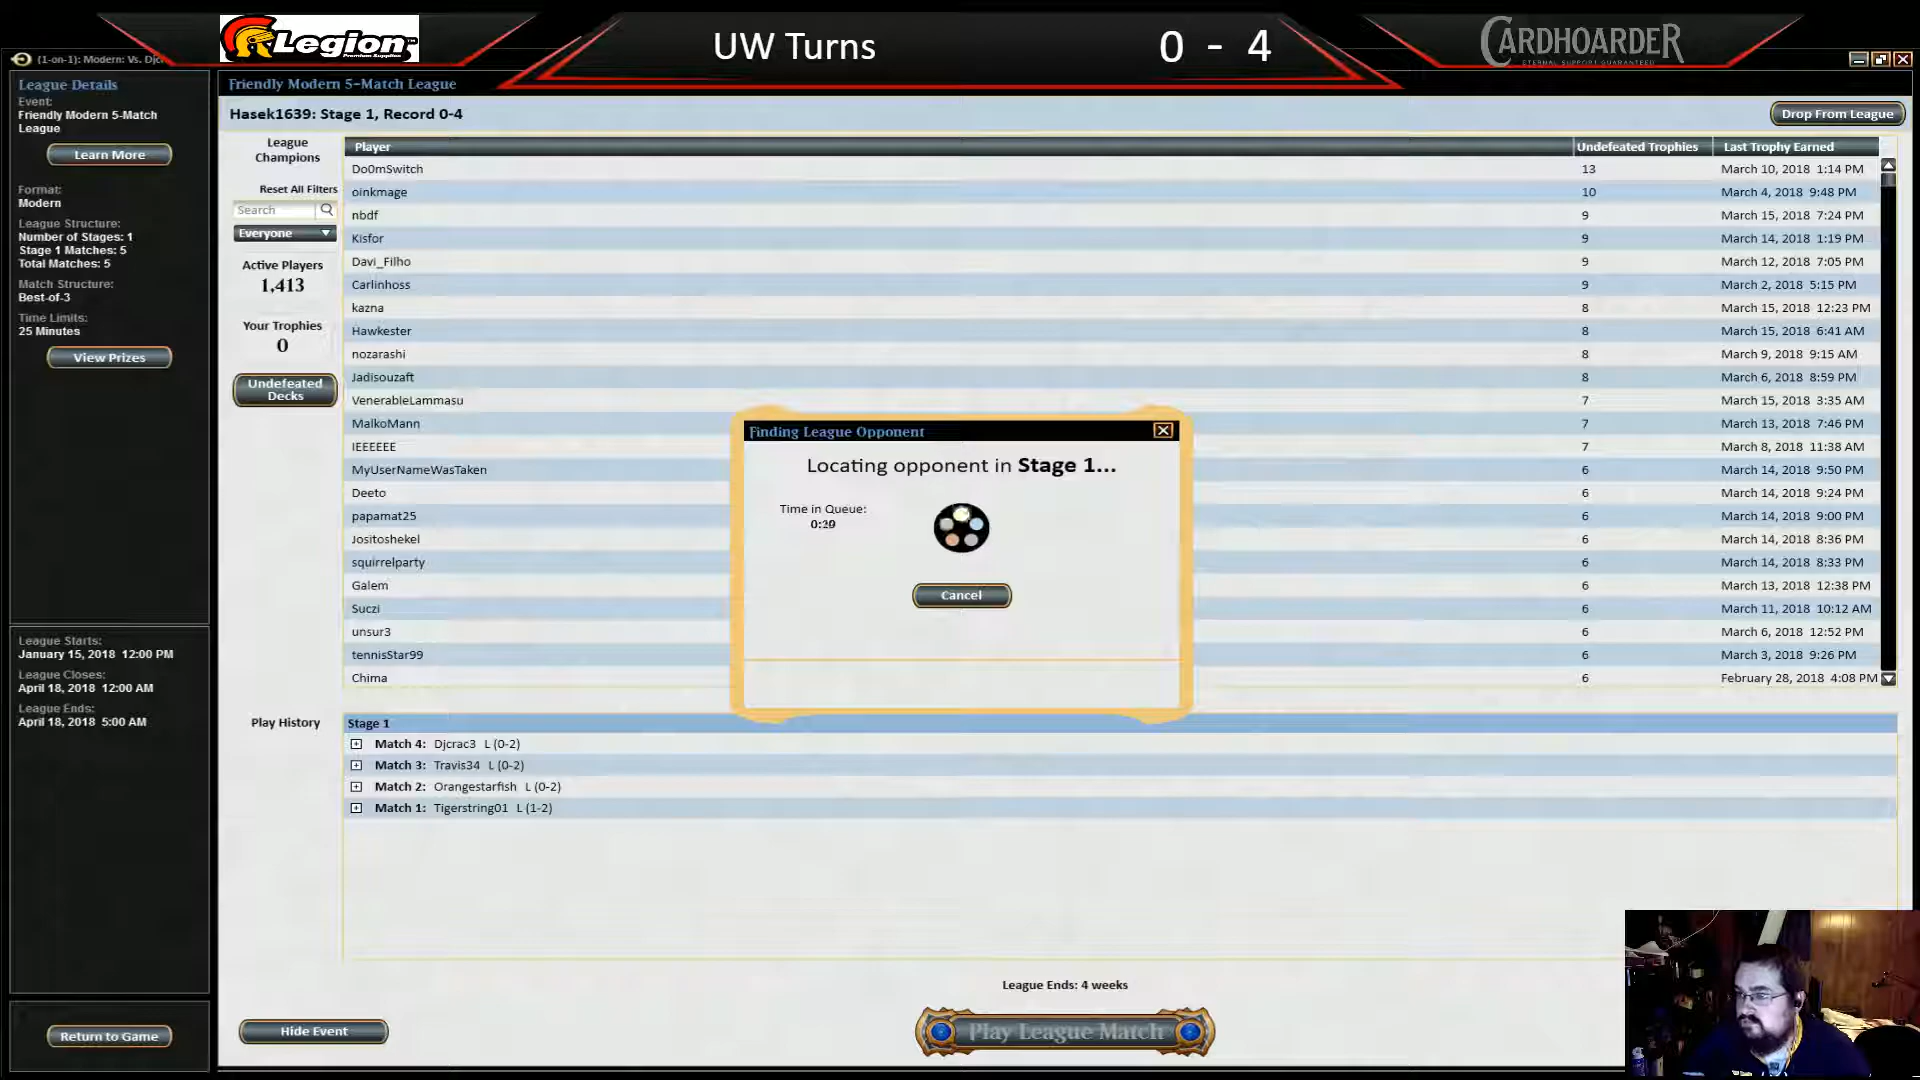 Legion
Premium Supplies
UW Turns
0 - 4
CARDHOARDER
ETERNAL SUPPORT GUARANTEED
(1-on-1): Modern: Vs. Djc
League Details
Event:
Friendly Modern 5-Match
League
Learn More
Format:
Modern
League Structure:
Number of Stages: 1
Stage 1 Matches: 5
Total Matches: 5
Match Structure:
Best-of-3
Time Limits:
25 Minutes
View Prizes
League Starts:
January 15, 2018 12:00 PM
League Closes:
April 18, 2018 12:00 AM
League Ends:
April 18, 2018 5:00 AM
Return to Game
Friendly Modern 5-Match League
Hasek1639: Stage 1, Record 0-4
Drop From League
League
Champions
Reset All Filters
Search
Everyone
Active Players
1,413
Your Trophies
0
Undefeated
Decks
Player Undefeated Trophies Last Trophy Earned
Do0mSwitch 13 March 10, 2018 1:14 PM
oinkmage 10 March 4, 2018 9:48 PM
nbdf 9 March 15, 2018 7:24 PM
Kisfor 9 March 14, 2018 1:19 PM
Davi_Filho 9 March 12, 2018 7:05 PM
Carlinhoss 9 March 2, 2018 5:15 PM
kazna 8 March 15, 2018 12:23 PM
Hawkester 8 March 15, 2018 6:41 AM
nozarashi 8 March 9, 2018 9:15 AM
Jadisouzaft 8 March 6, 2018 8:59 PM
VenerableLammasu 7 March 15, 2018 3:35 AM
MalkoMann 7 March 13, 2018 7:46 PM
IEEEEEE 7 March 8, 2018 11:38 AM
MyUserNameWasTaken 6 March 14, 2018 9:50 PM
Deeto 6 March 14, 2018 9:24 PM
papamat25 6 March 14, 2018 9:00 PM
Jositoshekel 6 March 14, 2018 8:36 PM
squirrelparty 6 March 14, 2018 8:33 PM
Galem 6 March 13, 2018 12:38 PM
Suczi 6 March 11, 2018 10:12 AM
unsur3 6 March 6, 2018 12:52 PM
tennisStar99 6 March 3, 2018 9:26 PM
Chima 6 February 28, 2018 4:08 PM
Finding League Opponent
Locating opponent in Stage 1...
Time in Queue:
Cancel
Play History
Stage 1
Match 4: Djcrac3 L (0-2)
Match 3: Travis34 L (0-2)
Match 2: Orangestarfish L (0-2)
Match 1: Tigerstring01 L (1-2)
League Ends: 4 weeks
Hide Event
Play League Match